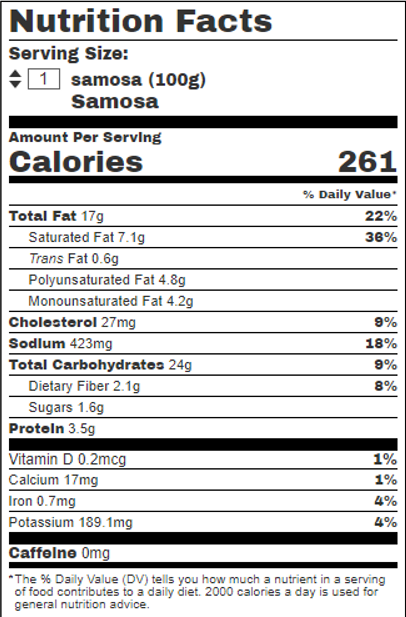 Nutrition Facts
Serving Size:
1 samosa (100g)
Samosa
Amount Per Serving
Calories 261
% Daily Value*
Total Fat 17g 22%
Saturated Fat 7.1g 36%
Trans Fat 0.6g
Polyunsaturated Fat 4.8g
Monounsaturated Fat 4.2g
Cholesterol 27mg 9%
Sodium 423mg 18%
Total Carbohydrates 24g 9%
Dietary Fiber 2.1g 8%
Sugars 1.6g
Protein 3.5g
Vitamin D 0.2mcg 1%
Calcium 17mg 1%
Iron 0.7mg 4%
Potassium 189.1mg 4%
Caffeine 0mg
*The % Daily Value (DV) tells you how much a nutrient in a serving
of food contributes to a daily diet. 2000 calories a day is used for
general nutrition advice.